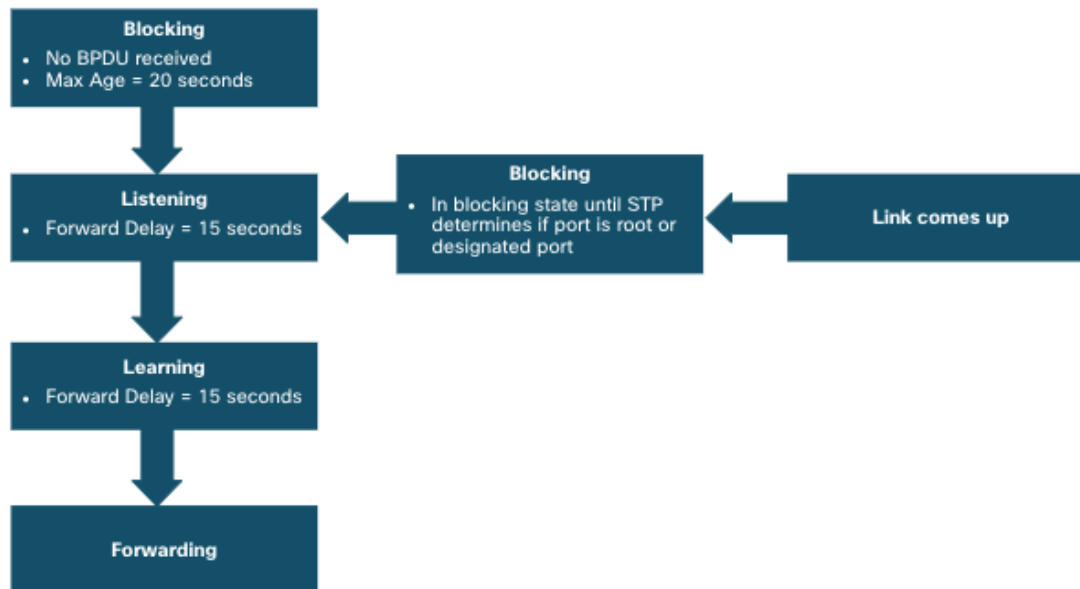 Blocking
• No BPDU received
• Max Age = 20 seconds
Listening
• Forward Delay = 15 seconds
Blocking
• In blocking state until STP
determines if port is root or
designated port
Link comes up
Learning
• Forward Delay = 15 seconds
Forwarding